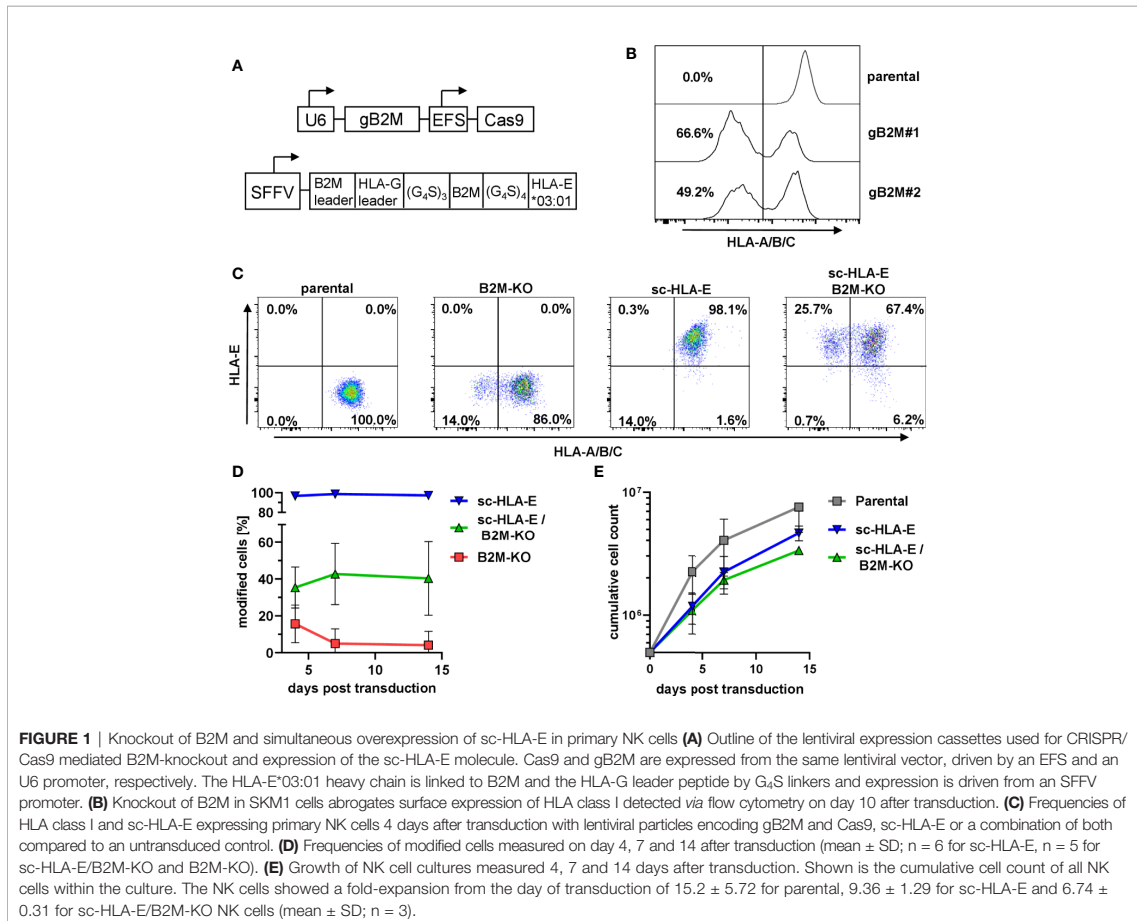 A
U6
gB2M
EFS
Cas9
SFFV
B2M leader
HLA-G leader
(G₄S)₃
B2M
(G₄S)₄
HLA-E *03:01
B
0.0%
parental
66.6%
gB2M#1
49.2%
gB2M#2
HLA-A/B/C
C
parental
B2M-KO
sc-HLA-E
sc-HLA-E
B2M-KO
HLA-E
0.0%
0.0%
0.0%
100.0%
0.0%
0.0%
14.0%
86.0%
0.3%
98.1%
14.0%
1.6%
25.7%
67.4%
0.7%
6.2%
HLA-A/B/C
D
modified cells [%]
100
80
60
40
20
0
5
10
15
days post transduction
sc-HLA-E
sc-HLA-E /
B2M-KO
B2M-KO
E
cumulative cell count
10⁷
10⁶
0
5
10
15
days post transduction
Parental
sc-HLA-E
sc-HLA-E /
B2M-KO
FIGURE 1 | Knockout of B2M and simultaneous overexpression of sc-HLA-E in primary NK cells (A) Outline of the lentiviral expression cassettes used for CRISPR/
Cas9 mediated B2M-knockout and expression of the sc-HLA-E molecule. Cas9 and gB2M are expressed from the same lentiviral vector, driven by an EFS and an
U6 promoter, respectively. The HLA-E*03:01 heavy chain is linked to B2M and the HLA-G leader peptide by G₄S linkers and expression is driven from an SFFV
promoter. (B) Knockout of B2M in SKM1 cells abrogates surface expression of HLA class I detected via flow cytometry on day 10 after transduction. (C) Frequencies of
HLA class I and sc-HLA-E expressing primary NK cells 4 days after transduction with lentiviral particles encoding gB2M and Cas9, sc-HLA-E or a combination of both
compared to an untransduced control. (D) Frequencies of modified cells measured on day 4, 7 and 14 after transduction (mean ± SD; n = 6 for sc-HLA-E, n = 5 for
sc-HLA-E/B2M-KO and B2M-KO). (E) Growth of NK cell cultures measured 4, 7 and 14 days after transduction. Shown is the cumulative cell count of all NK
cells within the culture. The NK cells showed a fold-expansion from the day of transduction of 15.2 ± 5.72 for parental, 9.36 ± 1.29 for sc-HLA-E and 6.74 ±
0.31 for sc-HLA-E/B2M-KO NK cells (mean ± SD; n = 3).